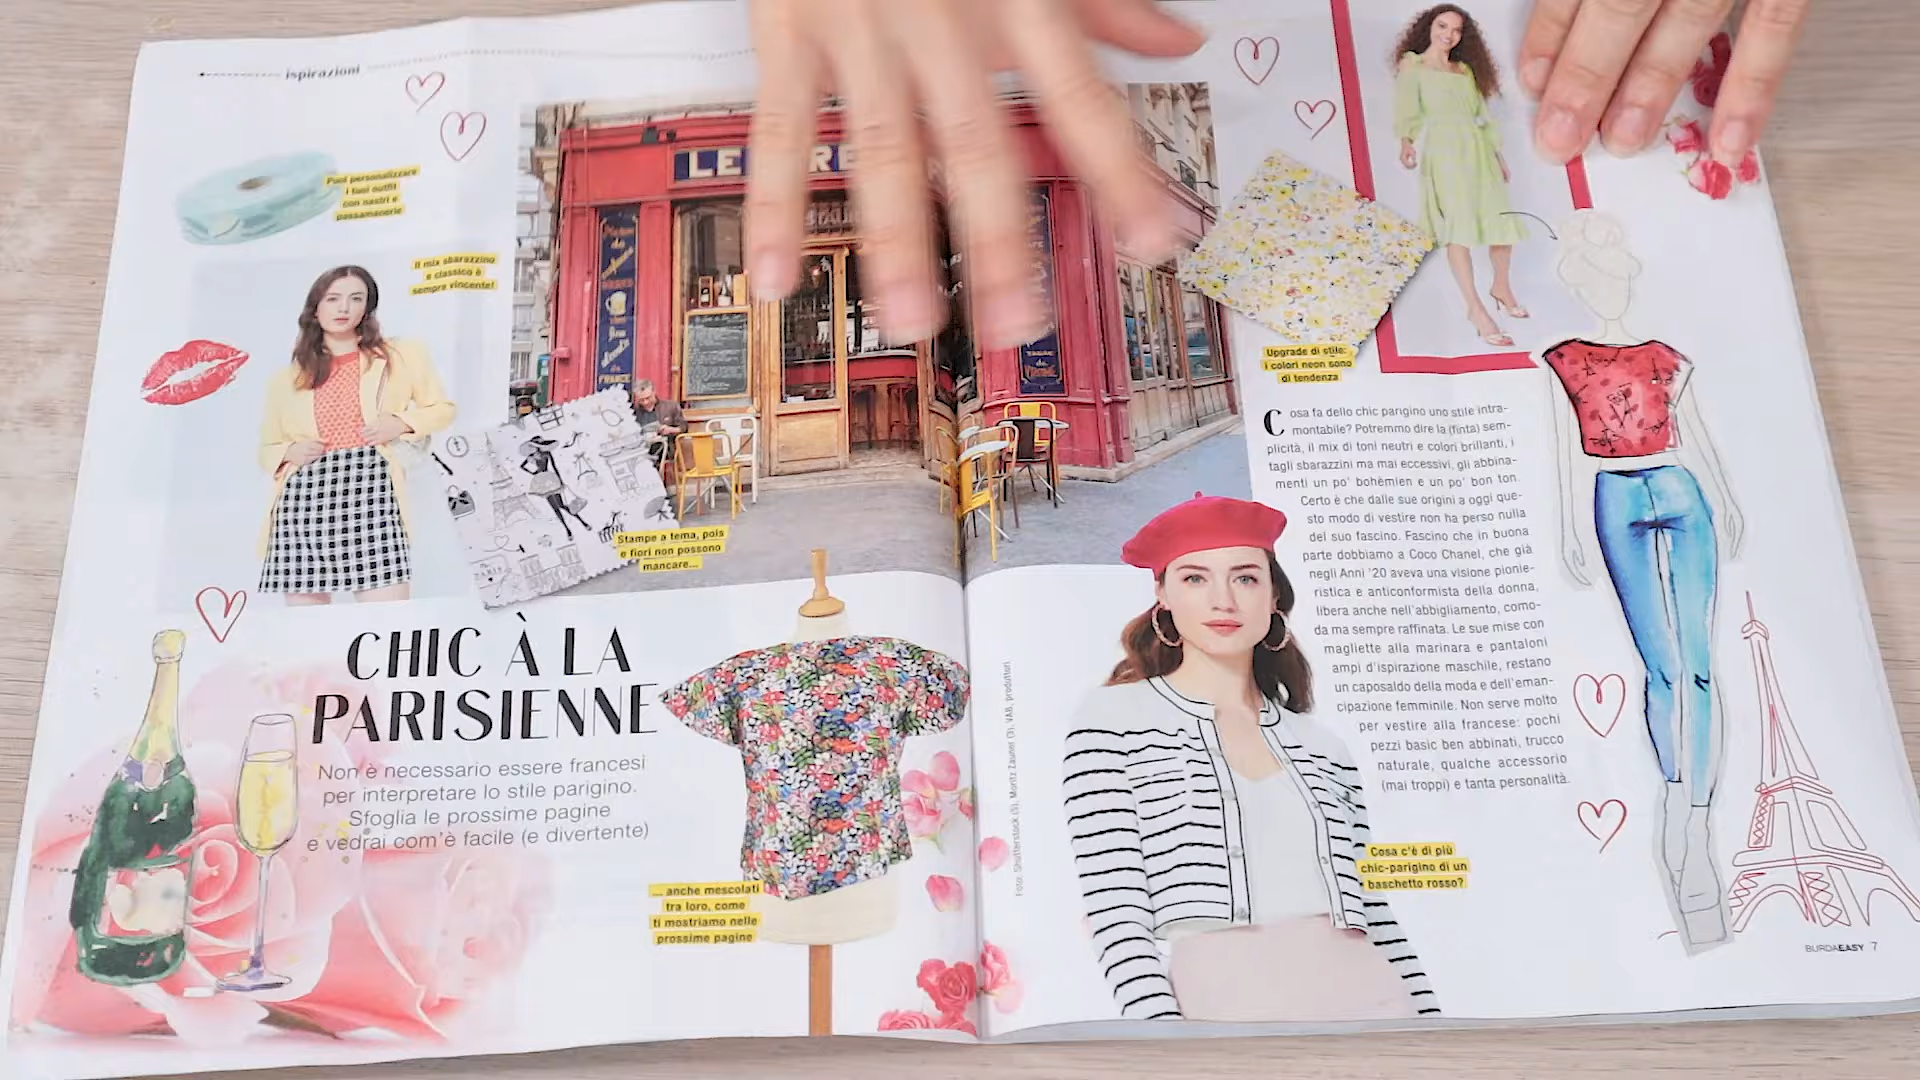 ispirazioni
Puoi personalizzare
i tuoi outfit
con nastri e
passamanerie
Il mix sbarazzino
e classico è
sempre vincente!
Stampe a tema, pois
e fiori non possono
mancare...
CHIC À LA
PARISIENNE
Non è necessario essere francesi
per interpretare lo stile parigino.
Sfoglia le prossime pagine
e vedrai com'è facile (e divertente)
... anche mescolati
tra loro, come
ti mostriamo nelle
prossime pagine
Foto: Shutterstock (5), Moritz Zauner (3), VAB, produttori
Upgrade di stile:
i colori neon sono
di tendenza
Cosa fa dello chic parigino uno stile intra-
montabile? Potremmo dire la (finta) sem-
plicità, il mix di toni neutri e colori brillanti, i
tagli sbarazzini ma mai eccessivi, gli abbina-
menti un po' bohémien e un po' bon ton.
Certo è che dalle sue origini a oggi que-
sto modo di vestire non ha perso nulla
del suo fascino. Fascino che in buona
parte dobbiamo a Coco Chanel, che già
negli Anni '20 aveva una visione pionie-
ristica e anticonformista della donna,
libera anche nell'abbigliamento, como-
da ma sempre raffinata. Le sue mise con
magliette alla marinara e pantaloni
ampi d'ispirazione maschile, restano
un caposaldo della moda e dell'eman-
cipazione femminile. Non serve molto
per vestire alla francese: pochi
pezzi basic ben abbinati, trucco
naturale, qualche accessorio
(mai troppi) e tanta personalità.
Cosa c'è di più
chic-parigino di un
baschetto rosso?
BURDAEASY 7